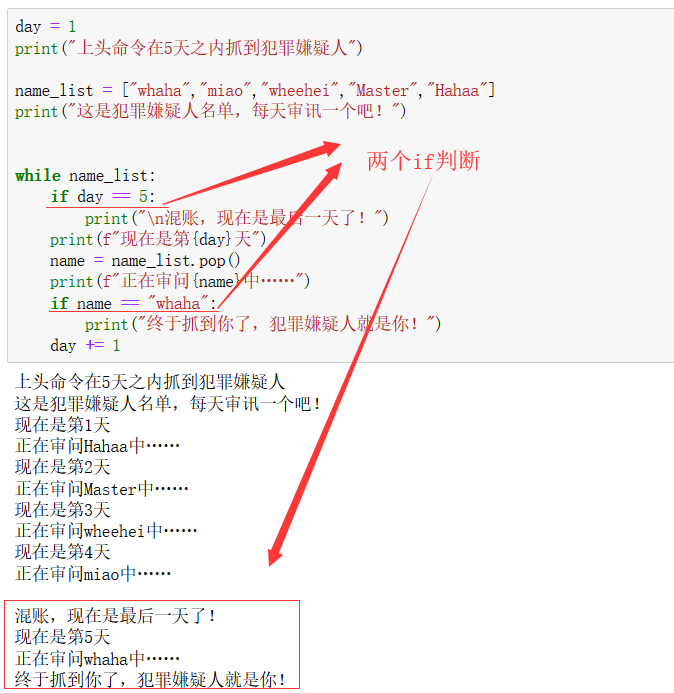 day = 1
print("上头命令在5天之内抓到犯罪嫌疑人")
name_list = ["whaha","miao","wheehei","Master","Hahaa"]
print("这是犯罪嫌疑人名单，每天审讯一个吧！")
两个if判断
while name_list:
    if day == 5:
        print("\n混账，现在是最后一天了！")
    print(f"现在是第{day}天")
    name = name_list.pop()
    print(f"正在审问{name}中……")
    if name == "whaha":
        print("终于抓到你了，犯罪嫌疑人就是你！")
    day += 1
上头命令在5天之内抓到犯罪嫌疑人
这是犯罪嫌疑人名单，每天审讯一个吧！
现在是第1天
正在审问Hahaa中……
现在是第2天
正在审问Master中……
现在是第3天
正在审问wheehei中……
现在是第4天
正在审问miao中……
混账，现在是最后一天了！
现在是第5天
正在审问whaha中……
终于抓到你了，犯罪嫌疑人就是你！